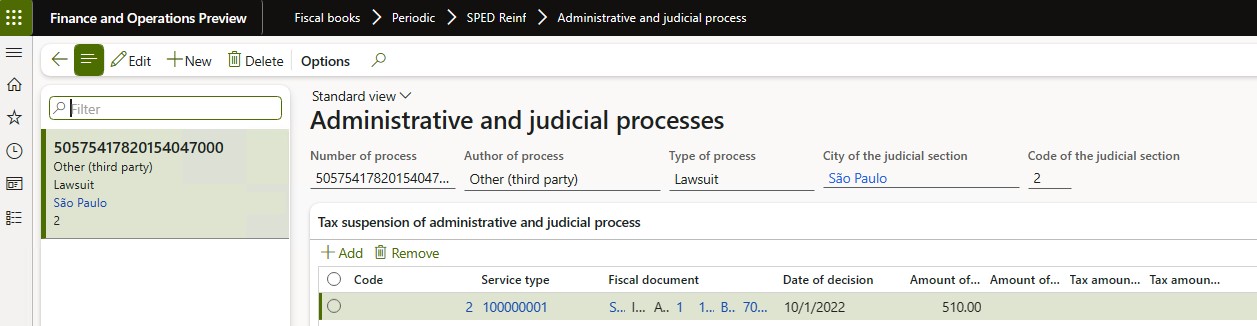 Finance and Operations Preview
Fiscal books > Periodic > SPED Reinf > Administrative and judicial process
Edit + New Delete Options
Filter
50575417820154047000
Other (third party)
Lawsuit
São Paulo
2
Standard view
Administrative and judicial processes
Number of process Author of process Type of process City of the judicial section Code of the judicial section
50575417820154047... Other (third party) Lawsuit São Paulo 2
Tax suspension of administrative and judicial process
+ Add Remove
Code Service type Fiscal document Date of decision Amount of... Amount of... Tax amoun... Tax amoun...
2 100000001 S... I... A.. 1 1... B.. 70... 10/1/2022 510.00